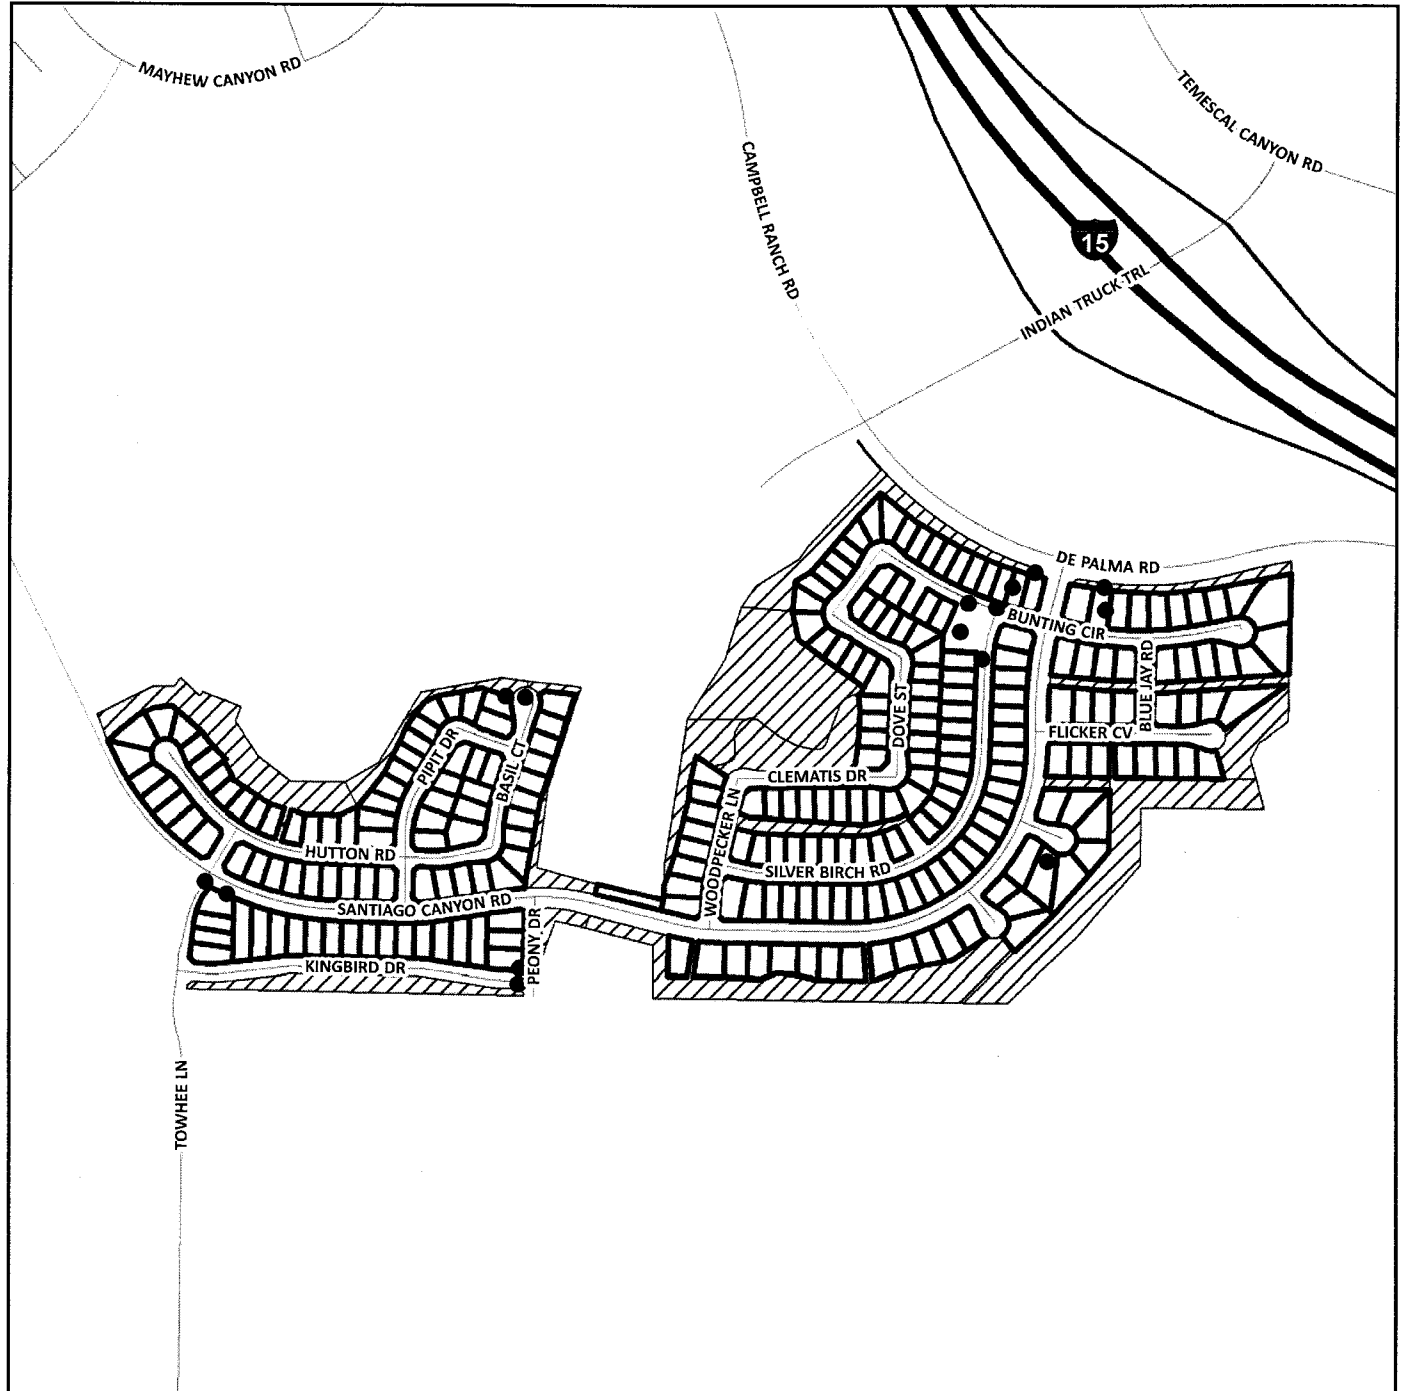 MAYHEW CANYON RD
TEMESCAL CANYON RD
CAMPBELL RANCH RD
15
INDIAN TRUCK TRL
DE PALMA RD
BUNTING CIR
BLUE JAY RD
DOVE ST
FLICKER CV
PIPIT DR
BASIL CT
CLEMATIS DR
WOODPECKER LN
HUTTON RD
SILVER BIRCH RD
SANTIAGO CANYON RD
PEONY DR
KINGBIRD DR
TOWHEE LN